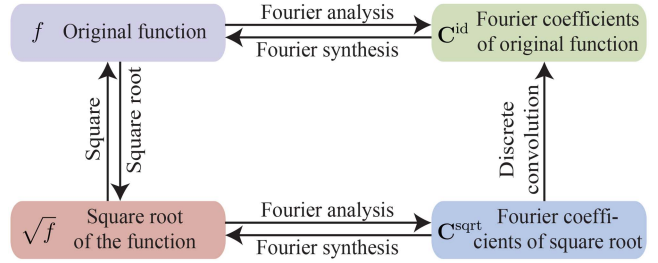 f Original function
Fourier analysis
Fourier synthesis
C^id Fourier coefficients
of original function
Square
Square root
Discrete
convolution
√f Square root
of the function
Fourier analysis
Fourier synthesis
C^sqrt Fourier coeffi-
cients of square root